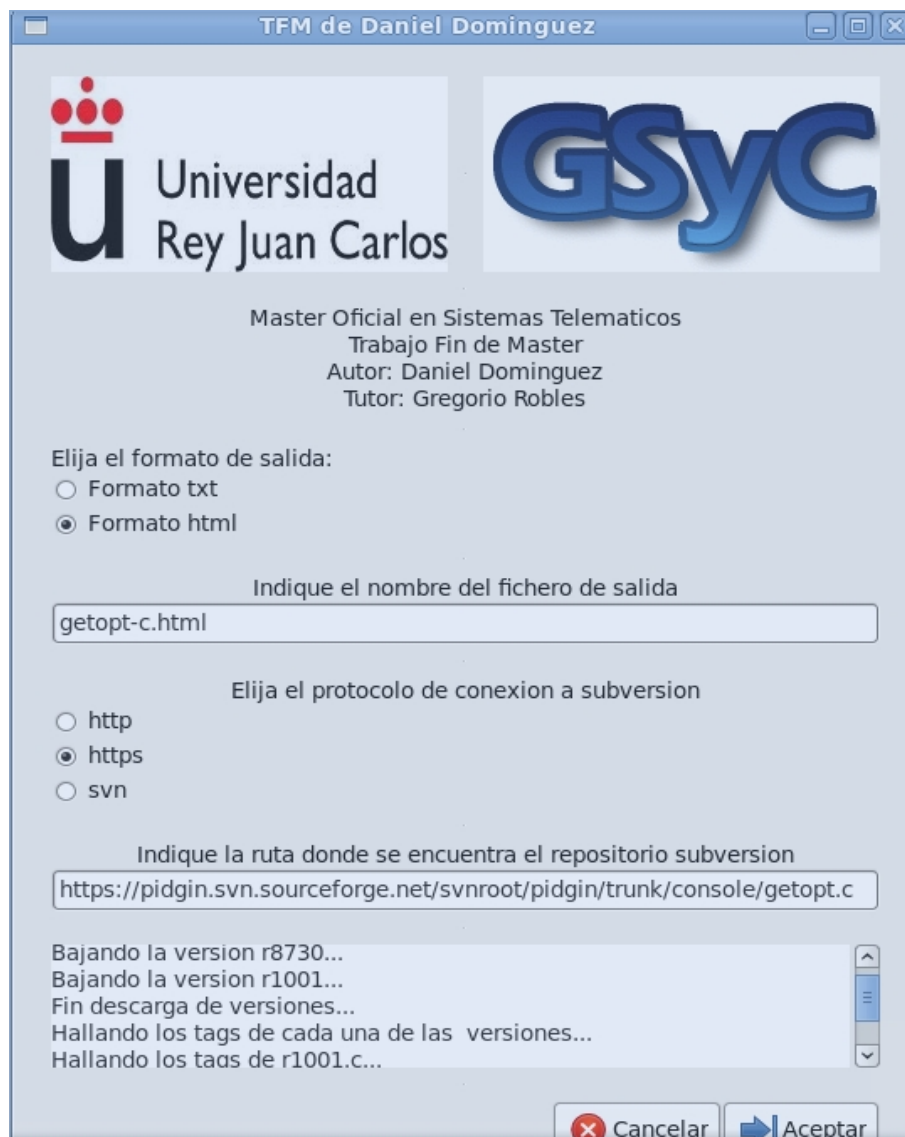 TFM de Daniel Dominguez
Universidad
Rey Juan Carlos
GSyC
Master Oficial en Sistemas Telematicos
Trabajo Fin de Master
Autor: Daniel Dominguez
Tutor: Gregorio Robles
Elija el formato de salida:
Formato txt
Formato html
Indique el nombre del fichero de salida
getopt-c.html
Elija el protocolo de conexion a subversion
http
https
svn
Indique la ruta donde se encuentra el repositorio subversion
https://pidgin.svn.sourceforge.net/svnroot/pidgin/trunk/console/getopt.c
Bajando la version r8730...
Bajando la version r1001...
Fin descarga de versiones...
Hallando los tags de cada una de las  versiones...
Hallando los tags de r1001.c...
Cancelar
Aceptar